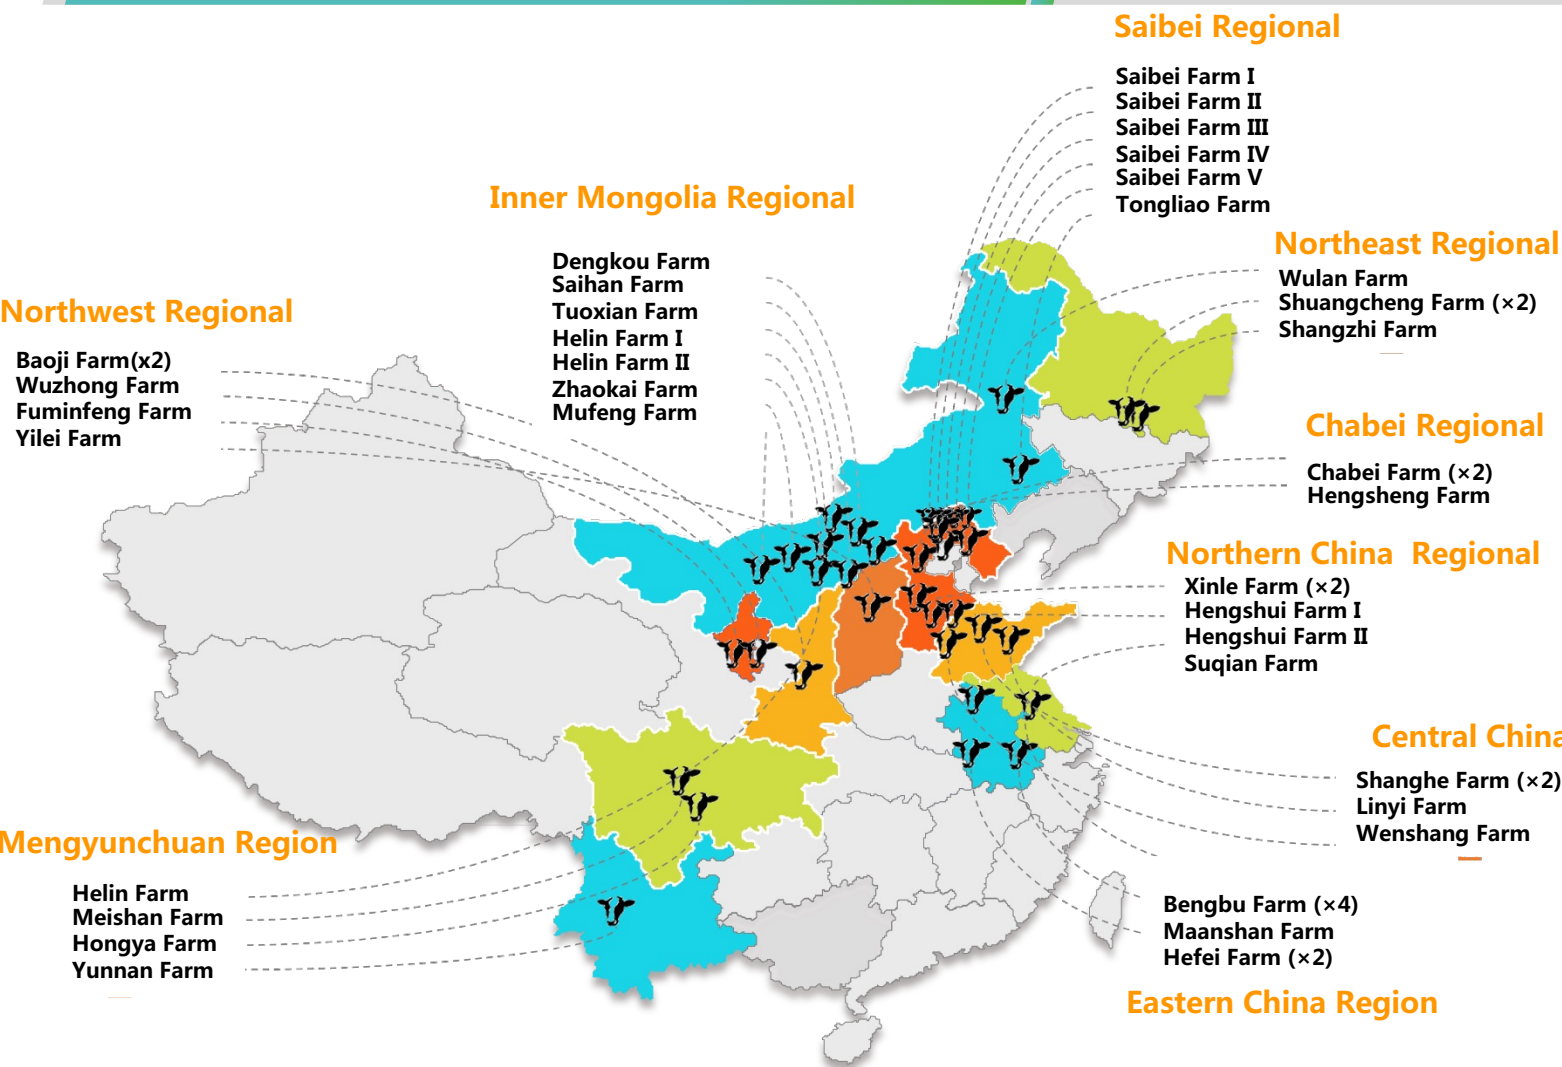 Saibei Regional
Saibei Farm I
Saibei Farm II
Saibei Farm III
Saibei Farm IV
Saibei Farm V
Tongliao Farm
Inner Mongolia Regional
Dengkou Farm
Saihan Farm
Tuoxian Farm
Helin Farm I
Helin Farm II
Zhaokai Farm
Mufeng Farm
Northeast Regional
Wulan Farm
Shuangcheng Farm (×2)
Shangzhi Farm
Northwest Regional
Baoji Farm(x2)
Wuzhong Farm
Fuminfeng Farm
Yilei Farm
Chabei Regional
Chabei Farm (×2)
Hengsheng Farm
Northern China  Regional
Xinle Farm (×2)
Hengshui Farm I
Hengshui Farm II
Suqian Farm
Central China
Shanghe Farm (×2)
Linyi Farm
Wenshang Farm
Mengyunchuan Region
Helin Farm
Meishan Farm
Hongya Farm
Yunnan Farm
Bengbu Farm (×4)
Maanshan Farm
Hefei Farm (×2)
Eastern China Region